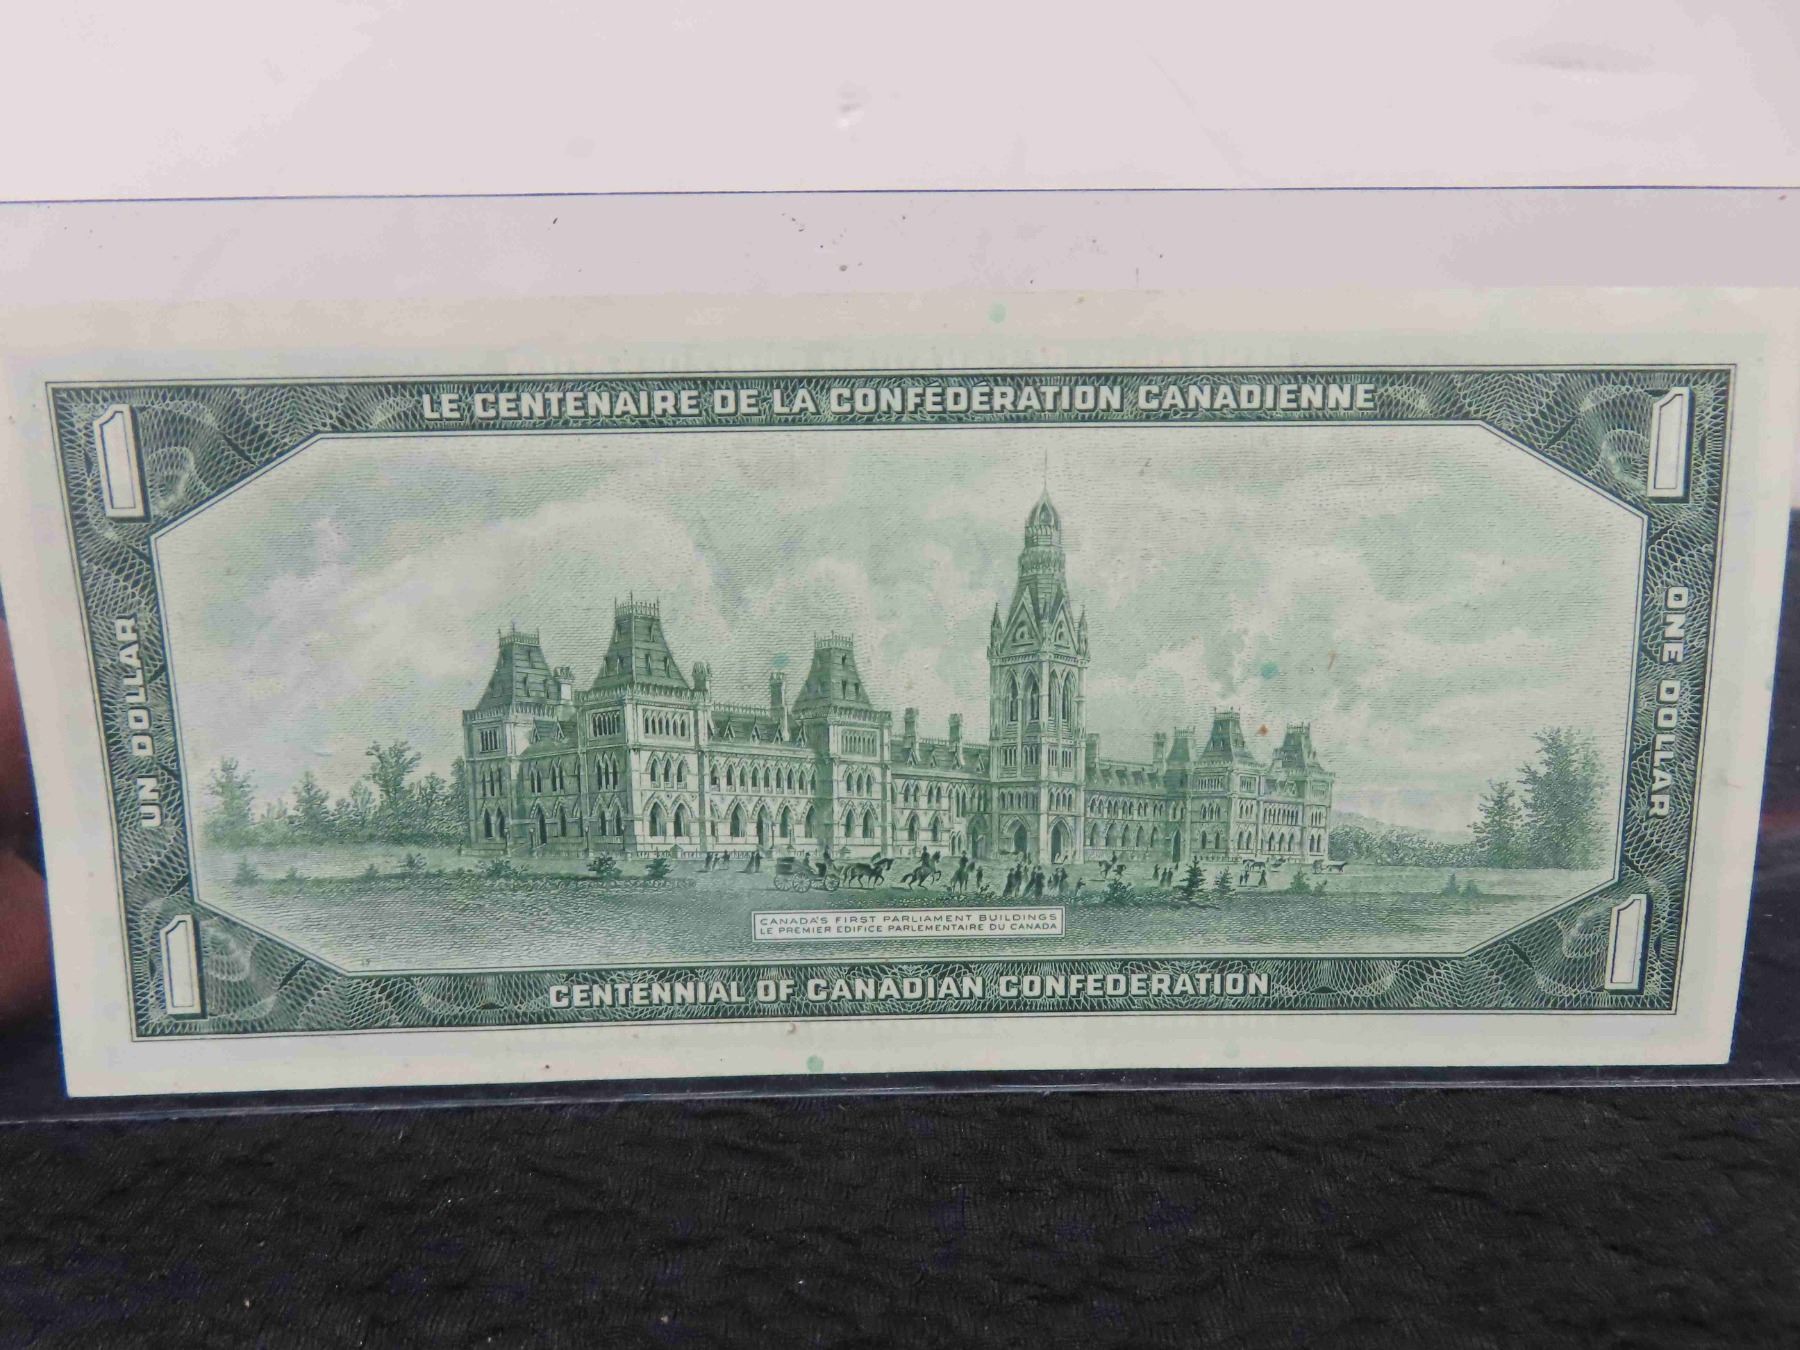 LE CENTENAIRE DE LA CONFÉDÉRATION CANADIENNE
1
1
UN DOLLAR
ONE DOLLAR
CANADA'S FIRST PARLIAMENT BUILDINGS
LE PREMIER EDIFICE PARLEMENTAIRE DU CANADA
1
1
CENTENNIAL OF CANADIAN CONFEDERATION